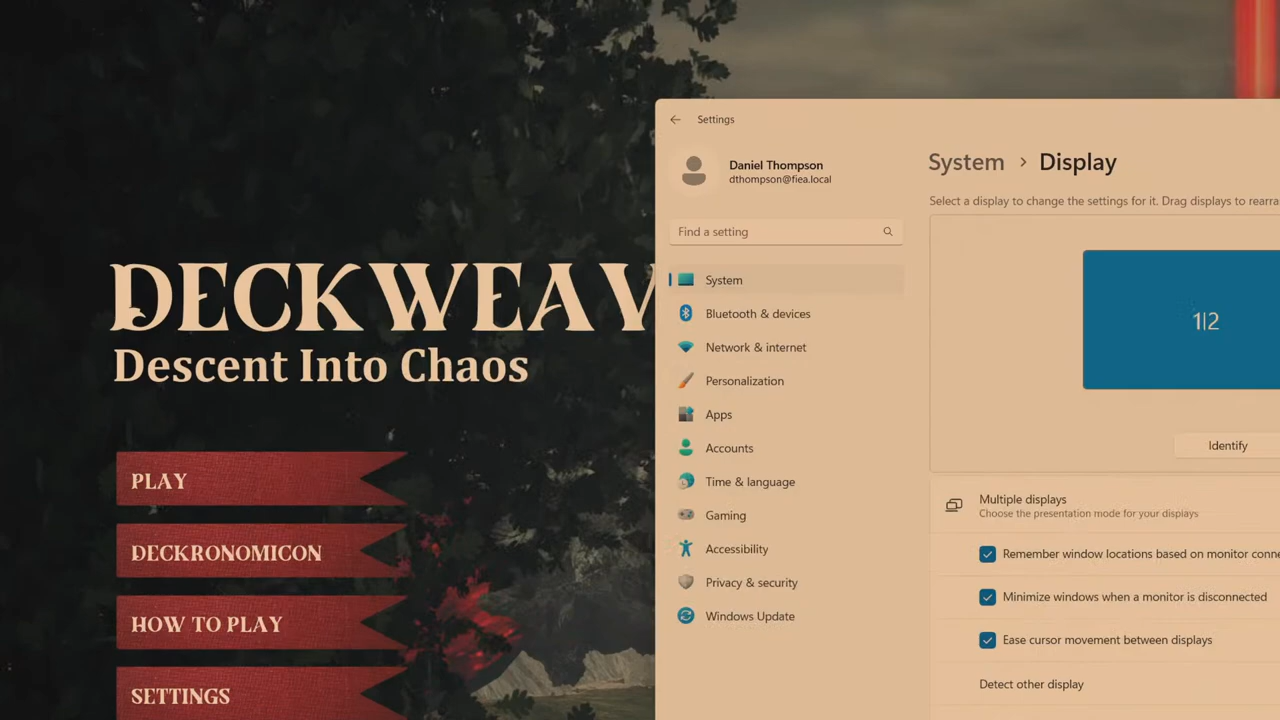 DECKWEAV
Descent Into Chaos
PLAY
DECKRONOMICON
HOW TO PLAY
SETTINGS
Settings
Daniel Thompson
dthompson@fiea.local
Find a setting
System
Bluetooth & devices
Network & internet
Personalization
Apps
Accounts
Time & language
Gaming
Accessibility
Privacy & security
Windows Update
System › Display
Select a display to change the settings for it. Drag displays to rearra
1|2
Identify
Multiple displays
Choose the presentation mode for your displays
Remember window locations based on monitor conne
Minimize windows when a monitor is disconnected
Ease cursor movement between displays
Detect other display